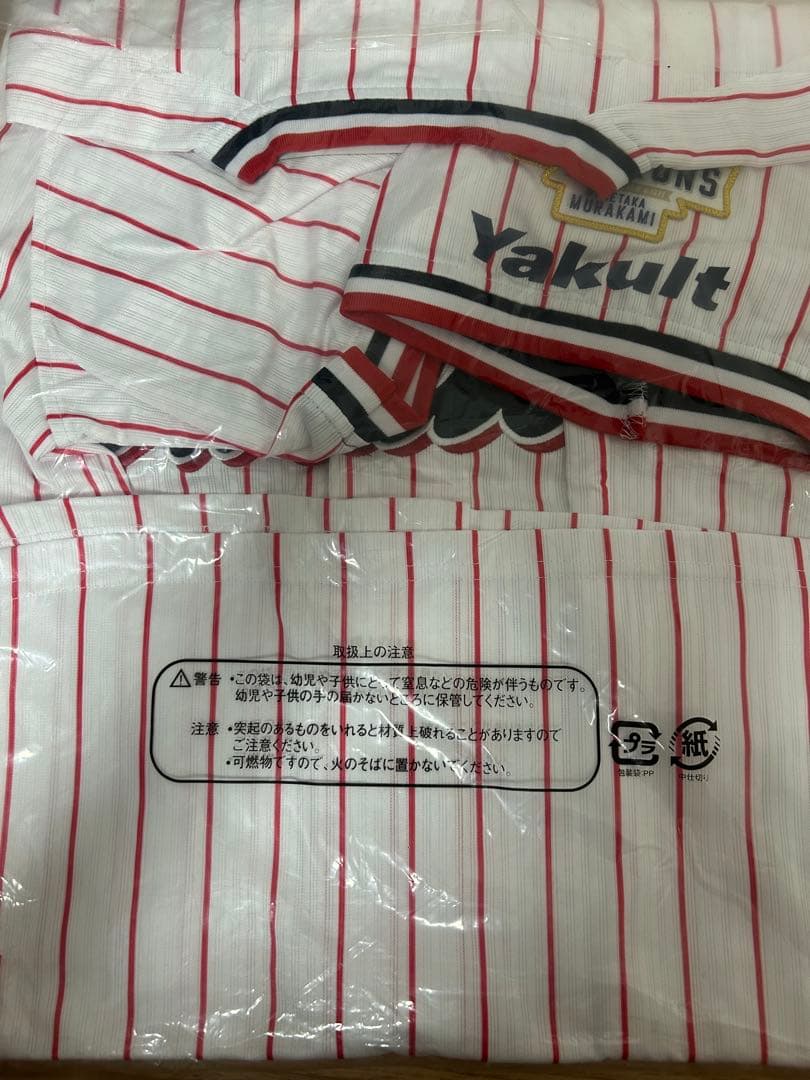 ONS
ETAKA
MURAKAMI
Yakult
取扱上の注意
警告 •この袋は、幼児や子供にとって窒息などの危険が伴うものです。
幼児や子供の手の届かないところに保管してください。
注意 •突起のあるものをいれると材質上破れることがありますので
ご注意ください。
•可燃物ですので、火のそばに置かないでください。
プラ
包装袋:PP
紙
中仕切り